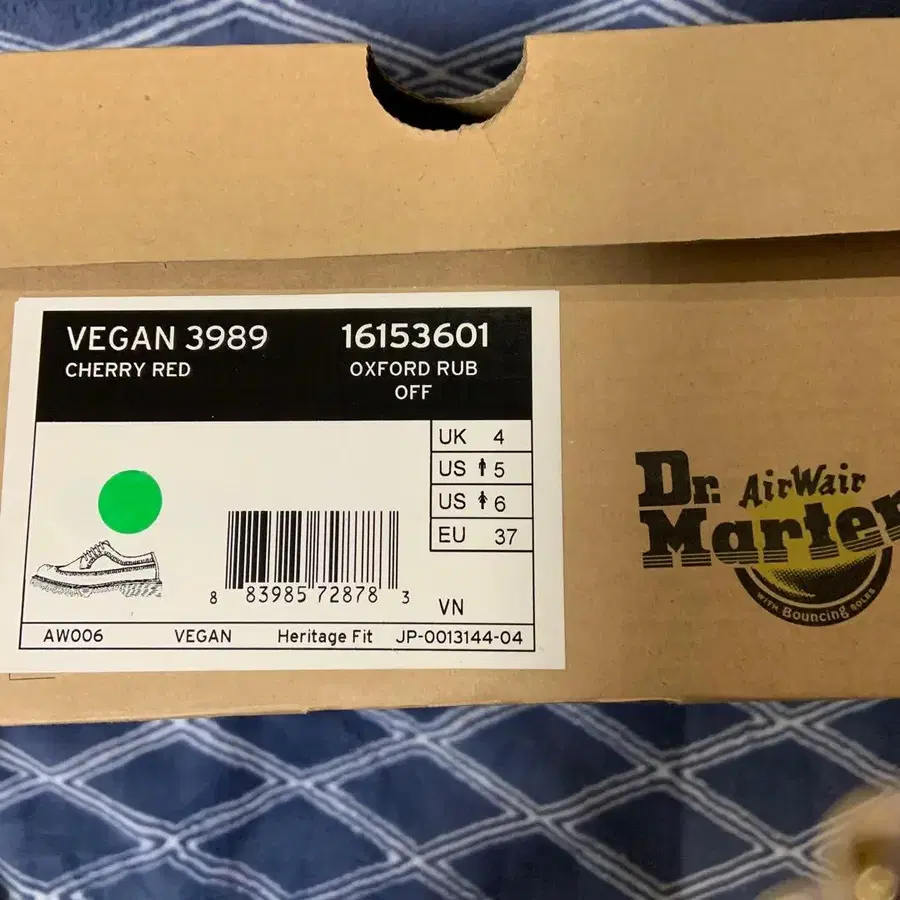 VEGAN 3989 16153601
CHERRY RED OXFORD RUB
OFF
UK 4
US 5
US 6
EU 37
8 83985 72878 3
VN
AW006 VEGAN Heritage Fit JP-0013144-04
Dr. AirWair
Marten
WITH Bouncing SOLES